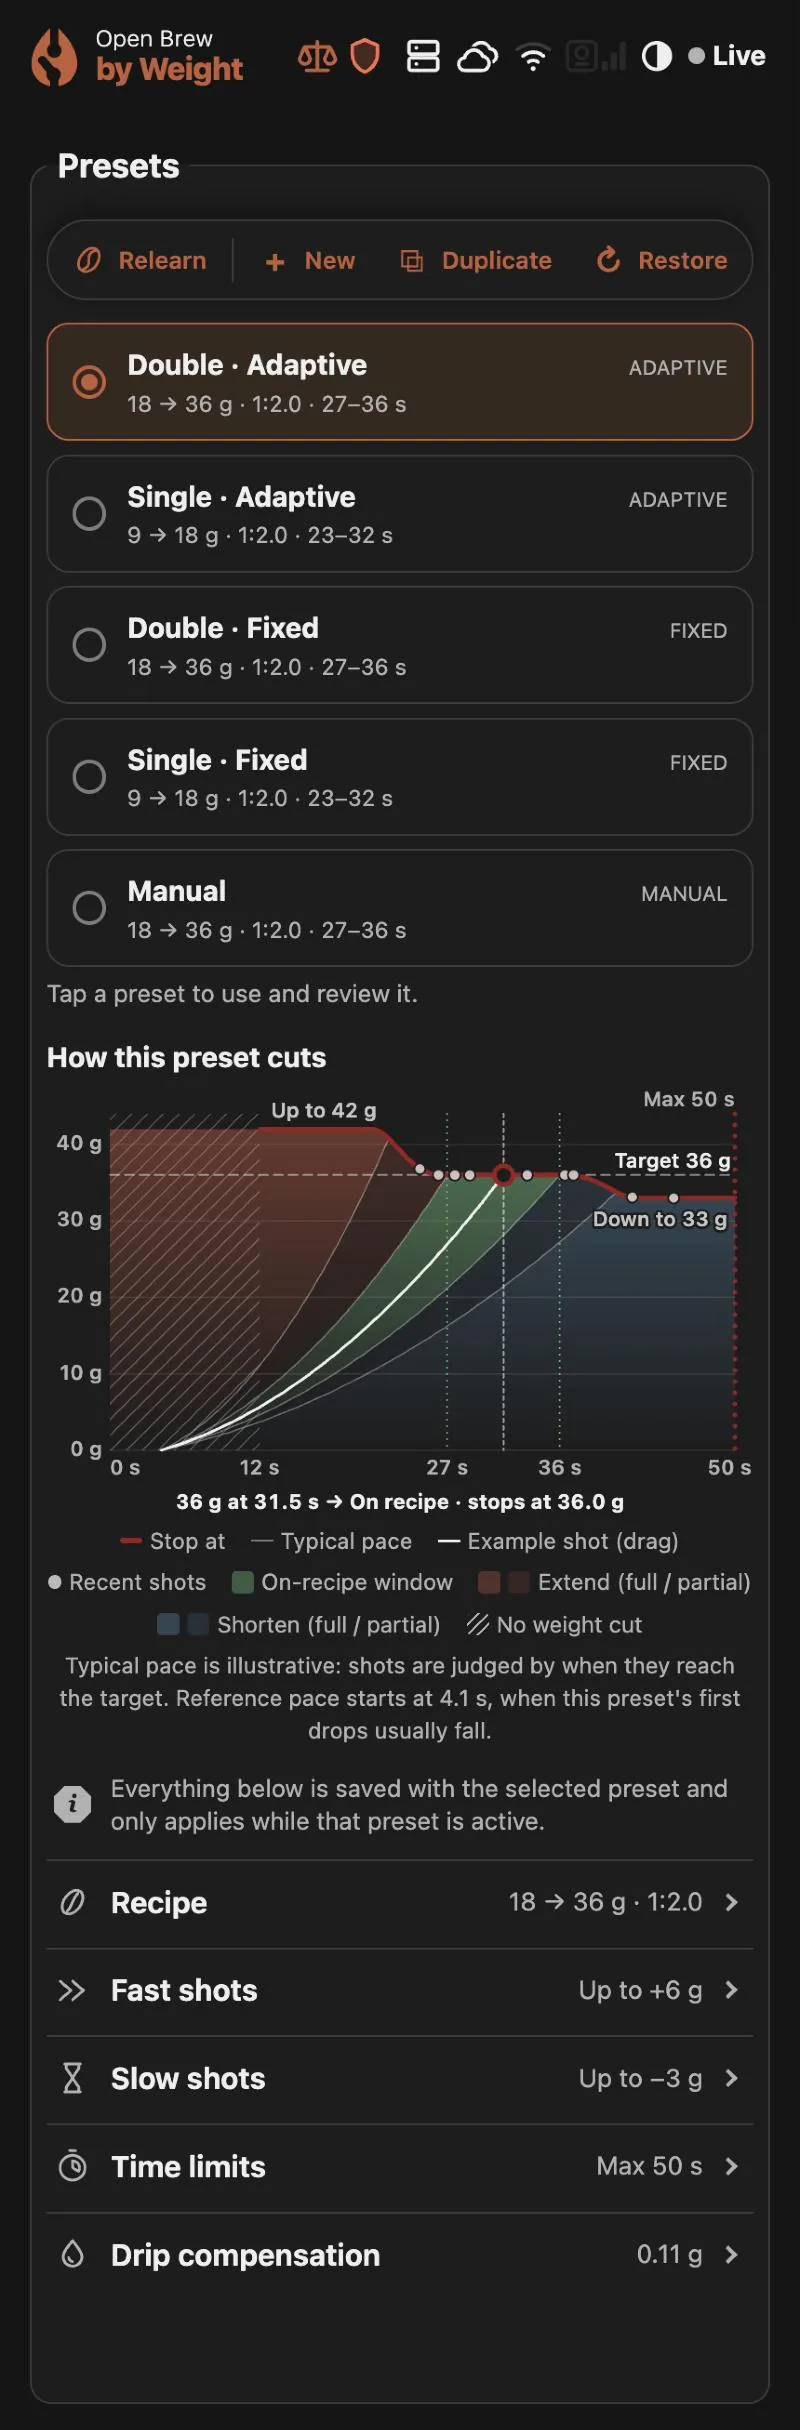 Open Brew
by Weight
Live
Presets
Relearn
New
Duplicate
Restore
Double · Adaptive
ADAPTIVE
18 → 36 g · 1:2.0 · 27–36 s
Single · Adaptive
ADAPTIVE
9 → 18 g · 1:2.0 · 23–32 s
Double · Fixed
FIXED
18 → 36 g · 1:2.0 · 27–36 s
Single · Fixed
FIXED
9 → 18 g · 1:2.0 · 23–32 s
Manual
MANUAL
18 → 36 g · 1:2.0 · 27–36 s
Tap a preset to use and review it.
How this preset cuts
Max 50 s
Up to 42 g
40 g
Target 36 g
30 g
Down to 33 g
20 g
10 g
0 g
0 s
12 s
27 s
36 s
50 s
36 g at 31.5 s → On recipe · stops at 36.0 g
Stop at
Typical pace
Example shot (drag)
Recent shots
On-recipe window
Extend (full / partial)
Shorten (full / partial)
No weight cut
Typical pace is illustrative: shots are judged by when they reach
the target. Reference pace starts at 4.1 s, when this preset's first
drops usually fall.
Everything below is saved with the selected preset and
only applies while that preset is active.
Recipe
18 → 36 g · 1:2.0
Fast shots
Up to +6 g
Slow shots
Up to −3 g
Time limits
Max 50 s
Drip compensation
0.11 g